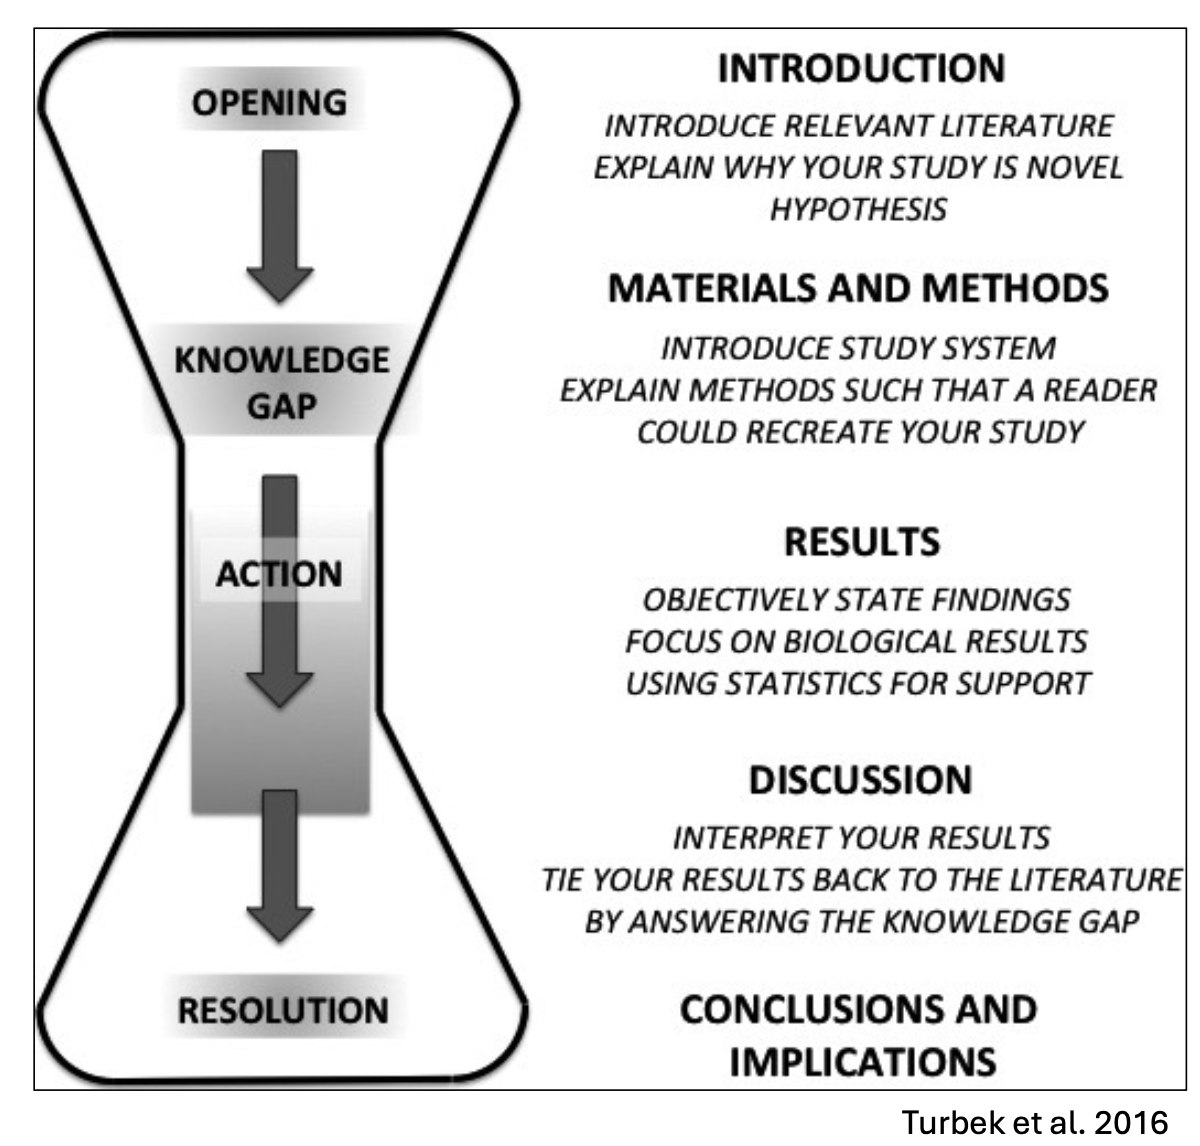 OPENING
KNOWLEDGE
GAP
ACTION
RESOLUTION
INTRODUCTION
INTRODUCE RELEVANT LITERATURE
EXPLAIN WHY YOUR STUDY IS NOVEL
HYPOTHESIS
MATERIALS AND METHODS
INTRODUCE STUDY SYSTEM
EXPLAIN METHODS SUCH THAT A READER
COULD RECREATE YOUR STUDY
RESULTS
OBJECTIVELY STATE FINDINGS
FOCUS ON BIOLOGICAL RESULTS
USING STATISTICS FOR SUPPORT
DISCUSSION
INTERPRET YOUR RESULTS
TIE YOUR RESULTS BACK TO THE LITERATURE
BY ANSWERING THE KNOWLEDGE GAP
CONCLUSIONS AND
IMPLICATIONS
Turbek et al. 2016